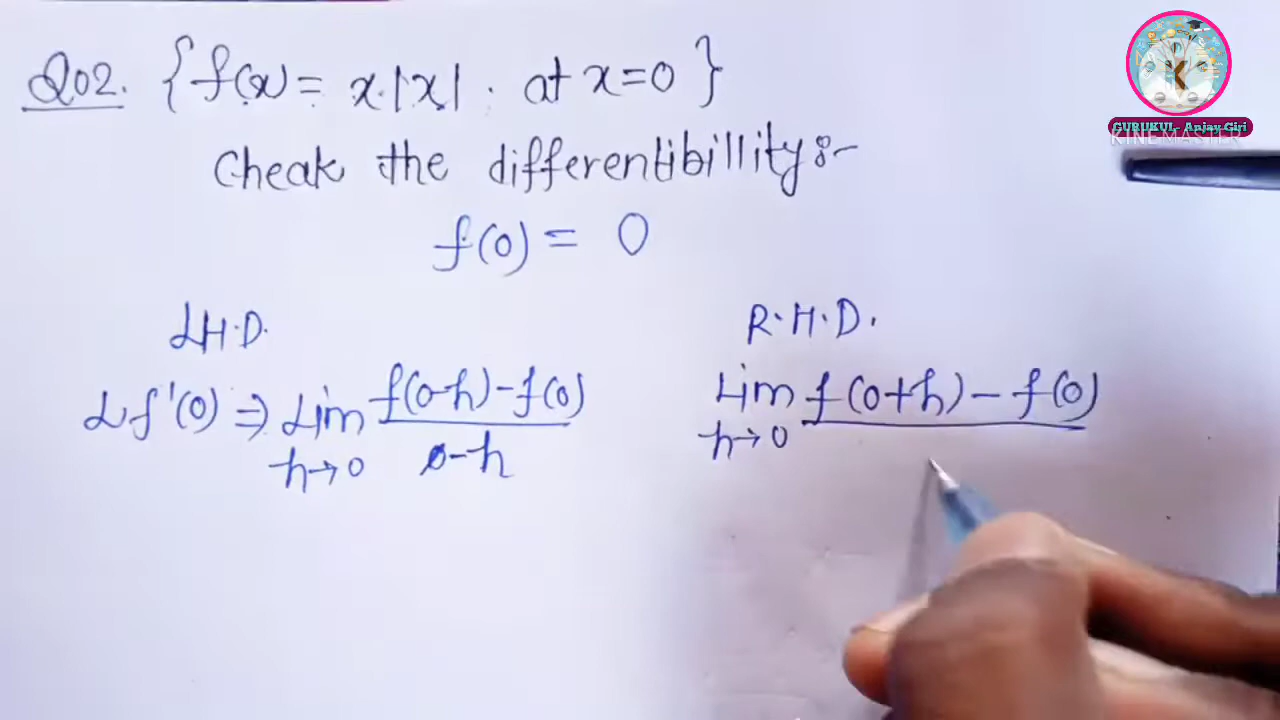 Q02. {f(x) = x.|x|. at x=0}
Cheak the differentibillity:-
f(0) = 0
LH.D.
R.H.D.
Lf'(0) ⇒ Lim h→0 f(0-h)-f(0) / 0-h
Lim h→0 f(0+h) - f(0)
GURUKUL- Anjay Giri
KINEMASTER